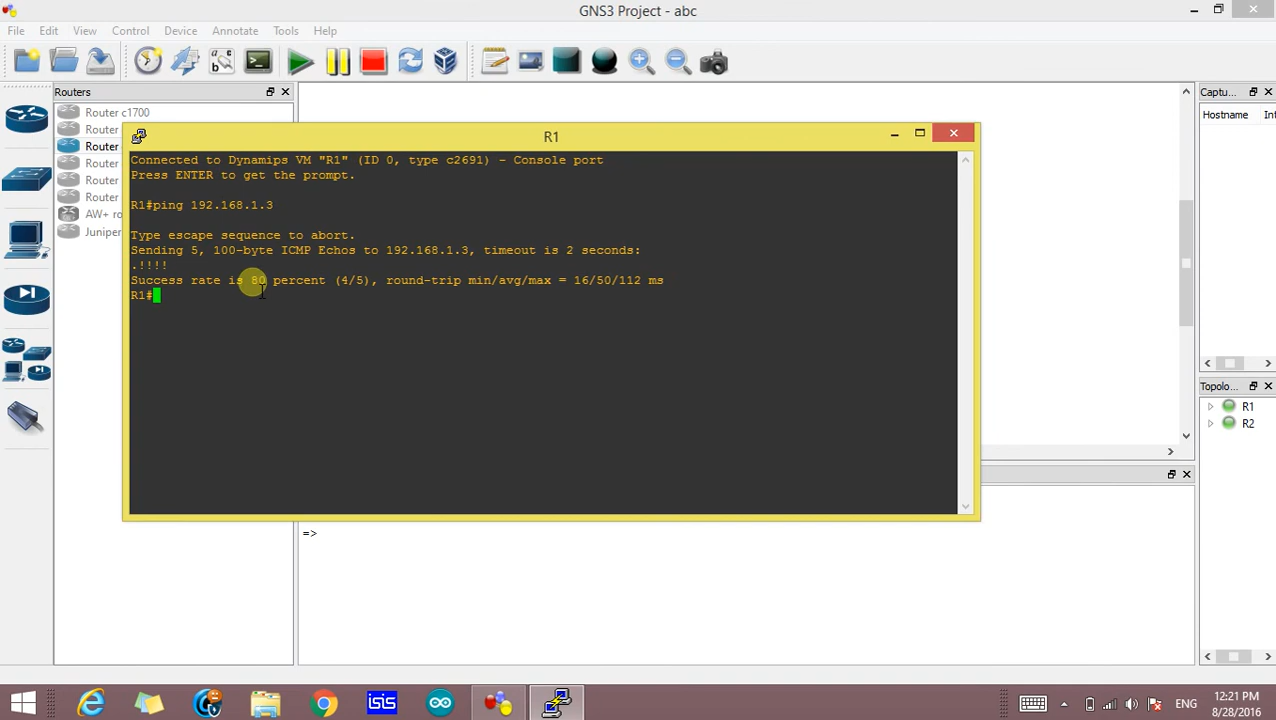 GNS3 Project - abc
File Edit View Control Device Annotate Tools Help
Routers
Captu...
Router c1700
Router
Router
Router
Router
Router
AW+ ro
Juniper
Hostname Inter
R1
Connected to Dynamips VM "R1" (ID 0, type c2691) - Console port
Press ENTER to get the prompt.
R1#ping 192.168.1.3
Type escape sequence to abort.
Sending 5, 100-byte ICMP Echos to 192.168.1.3, timeout is 2 seconds:
.!!!!
Success rate is 80 percent (4/5), round-trip min/avg/max = 16/50/112 ms
R1#
Topolo...
R1
R2
=>
isis
ENG
12:21 PM
8/28/2016